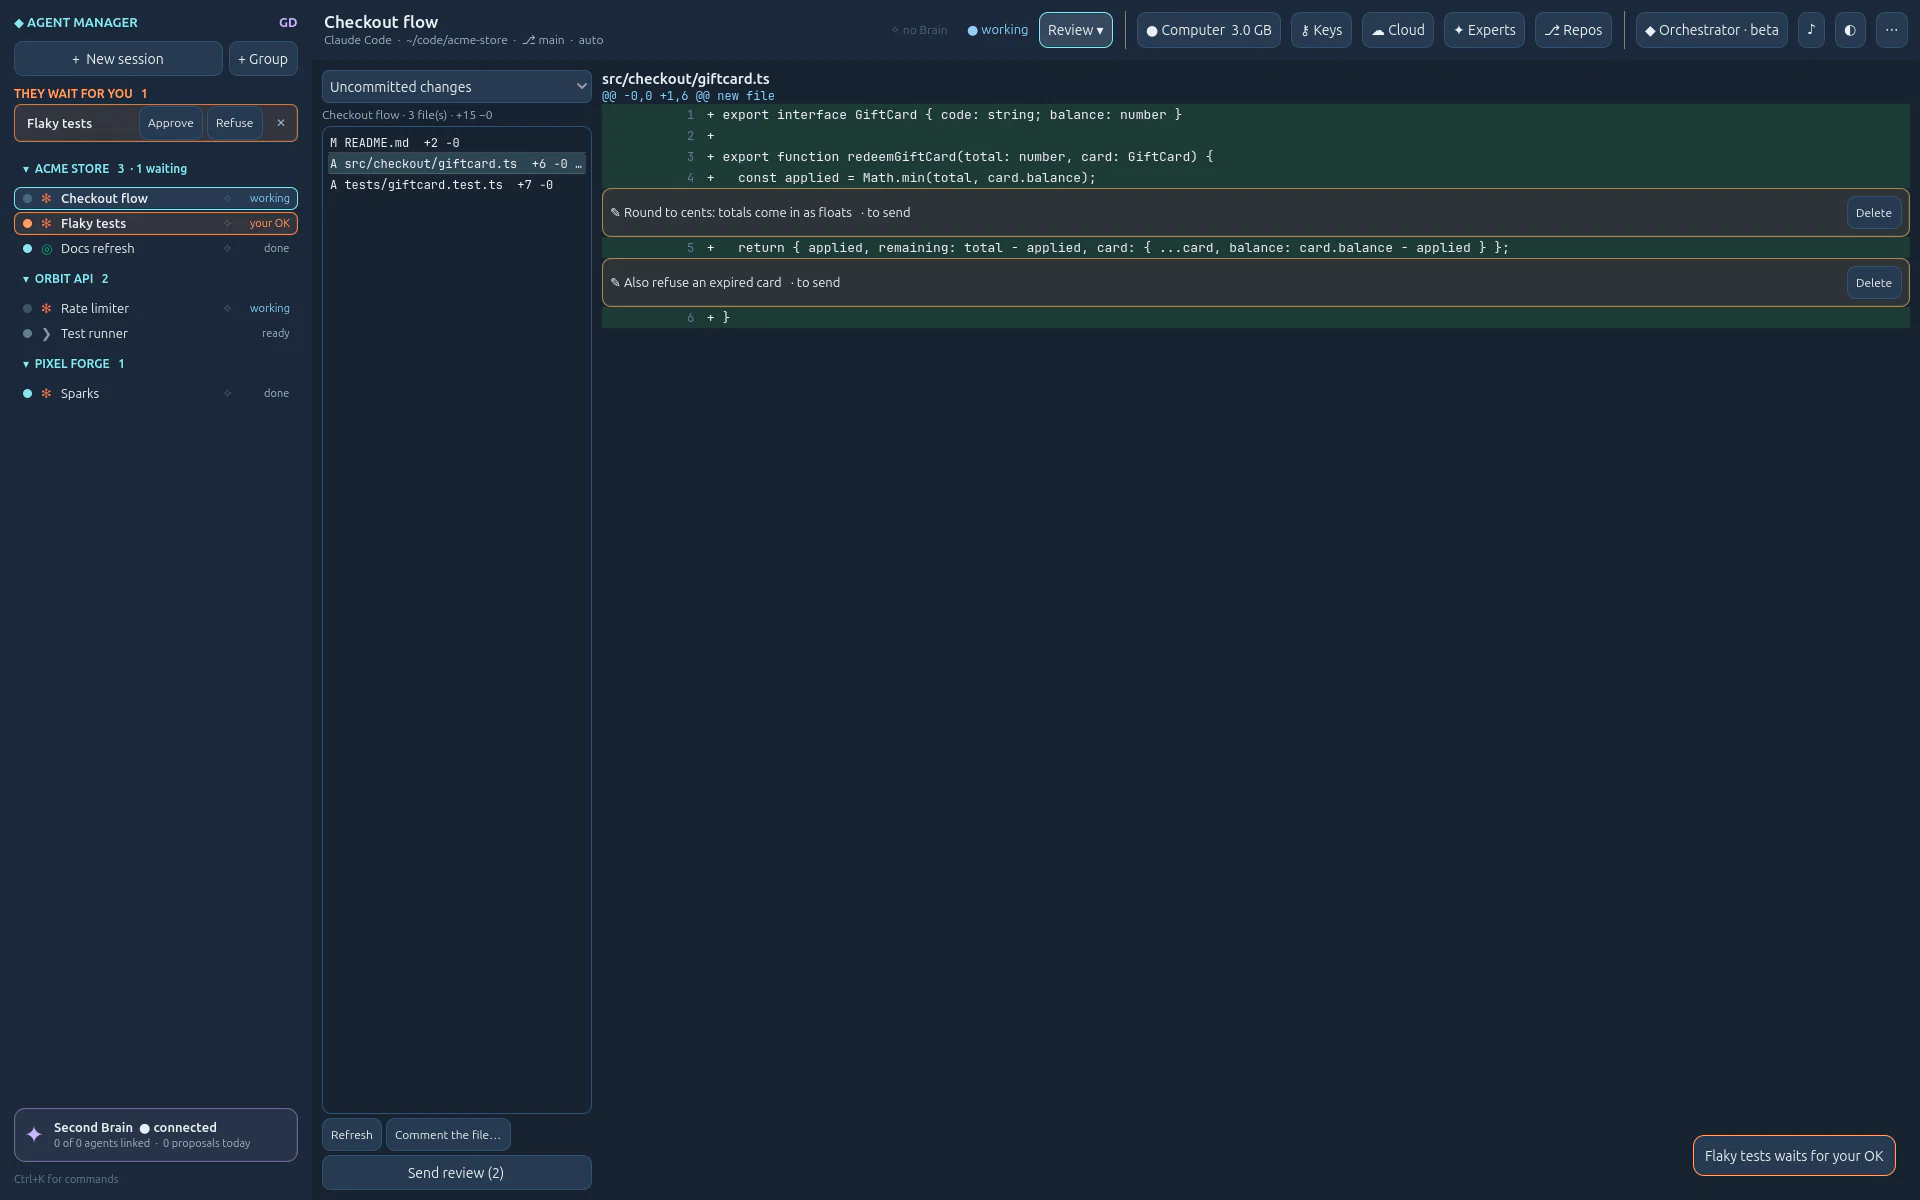 ◆ AGENT MANAGER GD
+ New session + Group
THEY WAIT FOR YOU 1
Flaky tests Approve Refuse ✕
▾ ACME STORE 3 · 1 waiting
Checkout flow working
Flaky tests your OK
Docs refresh done
▾ ORBIT API 2
Rate limiter working
❯ Test runner ready
▾ PIXEL FORGE 1
Sparks done
Second Brain ● connected
0 of 0 agents linked · 0 proposals today
Ctrl+K for commands
Checkout flow
Claude Code · ~/code/acme-store · ⎇ main · auto
✧ no Brain ● working Review ▾ ● Computer 3.0 GB ⚷ Keys ☁ Cloud ✦ Experts ⎇ Repos ◆ Orchestrator · beta ♪ ◐ ⋯
Uncommitted changes
Checkout flow · 3 file(s) · +15 −0
M README.md +2 -0
A src/checkout/giftcard.ts +6 -0 …
A tests/giftcard.test.ts +7 -0
Refresh Comment the file…
Send review (2)
src/checkout/giftcard.ts
@@ -0,0 +1,6 @@ new file
1 + export interface GiftCard { code: string; balance: number }
2 +
3 + export function redeemGiftCard(total: number, card: GiftCard) {
4 +   const applied = Math.min(total, card.balance);
✎ Round to cents: totals come in as floats · to send Delete
5 +   return { applied, remaining: total - applied, card: { ...card, balance: card.balance - applied } };
✎ Also refuse an expired card · to send Delete
6 + }
Flaky tests waits for your OK